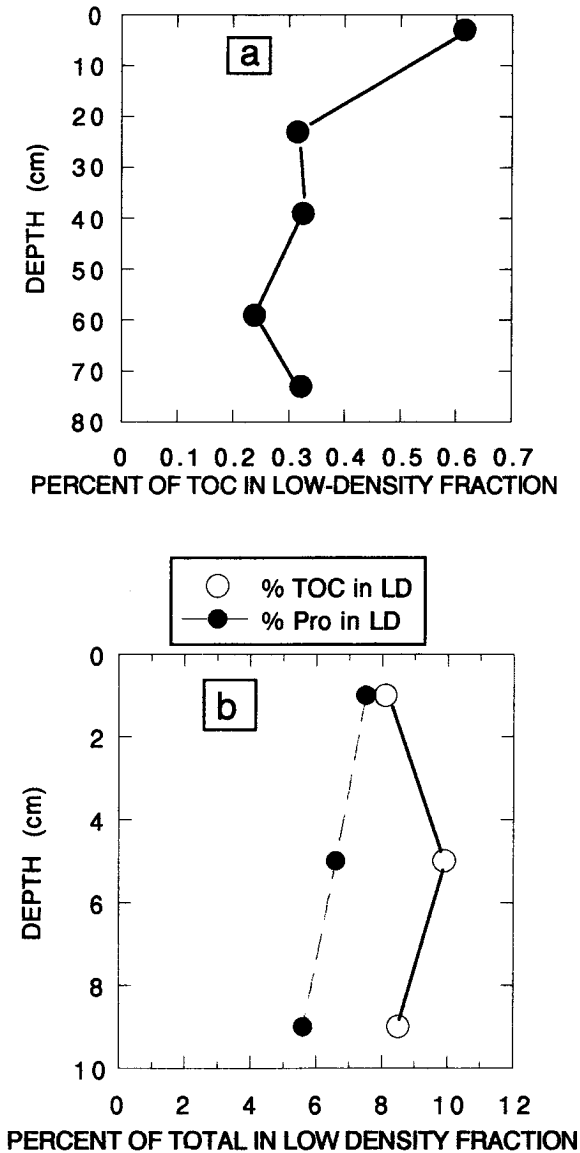 a
DEPTH (cm)
0
10
20
30
40
50
60
70
80
0 0.1 0.2 0.3 0.4 0.5 0.6 0.7
PERCENT OF TOC IN LOW-DENSITY FRACTION
% TOC in LD
% Pro in LD
b
DEPTH (cm)
0
2
4
6
8
10
0 2 4 6 8 10 12
PERCENT OF TOTAL IN LOW DENSITY FRACTION